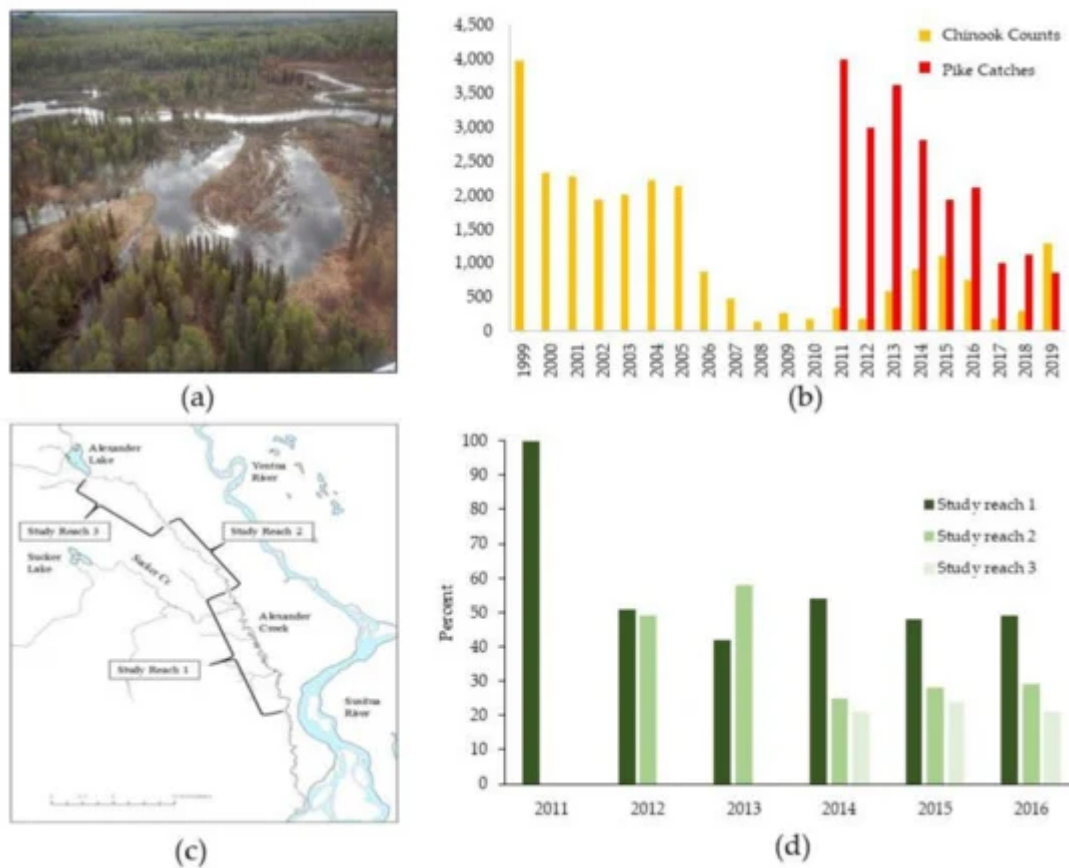 4,500
4,000
3,500
3,000
2,500
2,000
1,500
1,000
500
0
Chinook Counts
Pike Catches
1999 2000 2001 2002 2003 2004 2005 2006 2007 2008 2009 2010 2011 2012 2013 2014 2015 2016 2017 2018 2019
(a)
(b)
Alexander
Lake
Yentna
River
Study Reach 3
Study Reach 2
Sucker
Lake
Sucker Cr.
Alexander
Creek
Study Reach 1
Susitna
River
(c)
100
90
80
70
60
50
40
30
20
10
0
Percent
Study reach 1
Study reach 2
Study reach 3
2011 2012 2013 2014 2015 2016
(d)